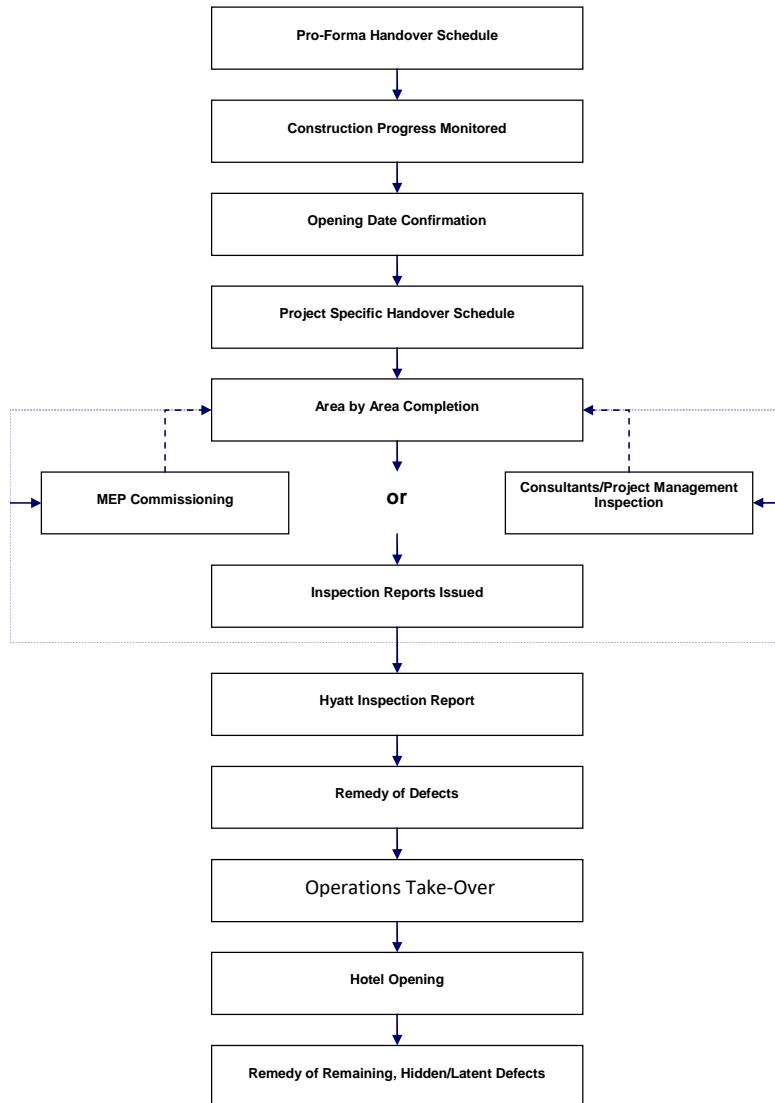 Pro-Forma Handover Schedule
Construction Progress Monitored
Opening Date Confirmation
Project Specific Handover Schedule
Area by Area Completion
MEP Commissioning
or
Consultants/Project Management
Inspection
Inspection Reports Issued
Hyatt Inspection Report
Remedy of Defects
Operations Take-Over
Hotel Opening
Remedy of Remaining, Hidden/Latent Defects